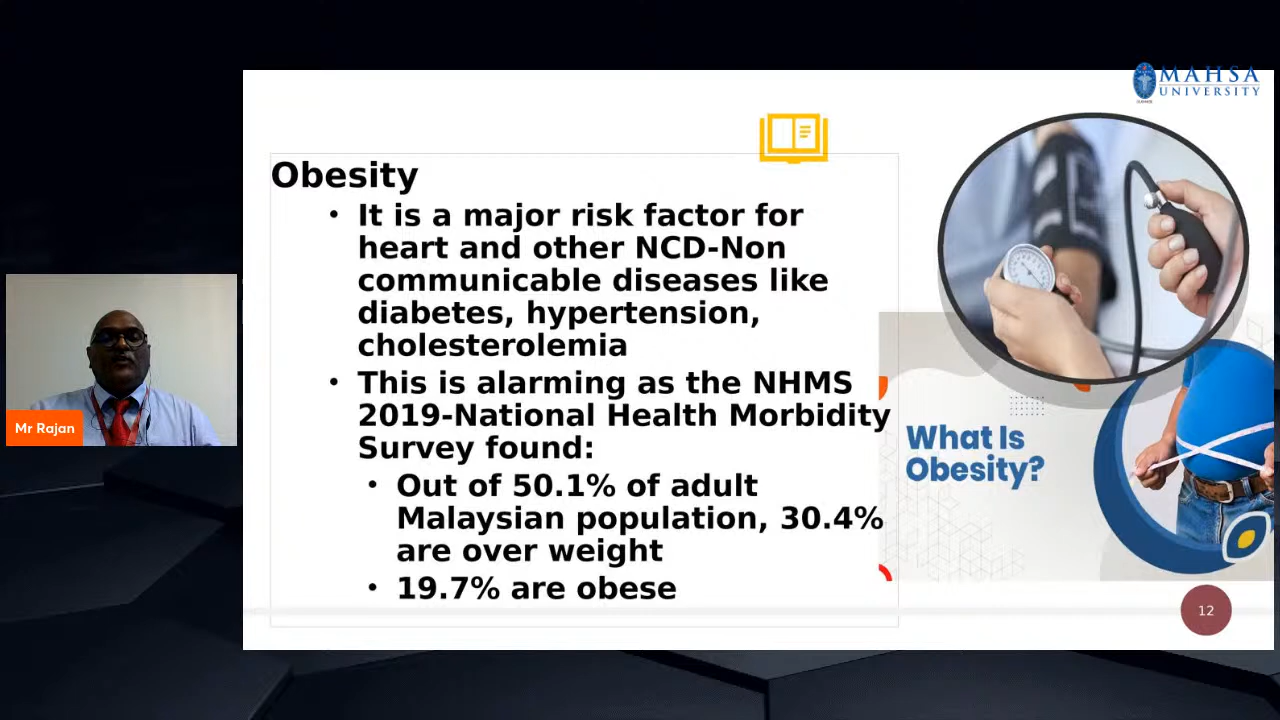 MAHSA
UNIVERSITY
Obesity
• It is a major risk factor for
heart and other NCD-Non
communicable diseases like
diabetes, hypertension,
cholesterolemia
• This is alarming as the NHMS
2019-National Health Morbidity
Survey found:
• Out of 50.1% of adult
Malaysian population, 30.4%
are over weight
• 19.7% are obese
What Is
Obesity?
Mr Rajan
12